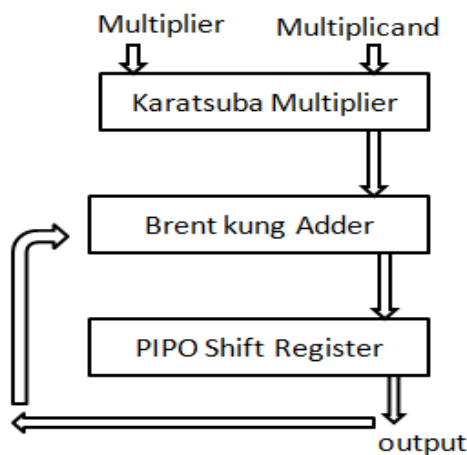 Multiplier Multiplicand
Karatsuba Multiplier
Brent kung Adder
PIPO Shift Register
output